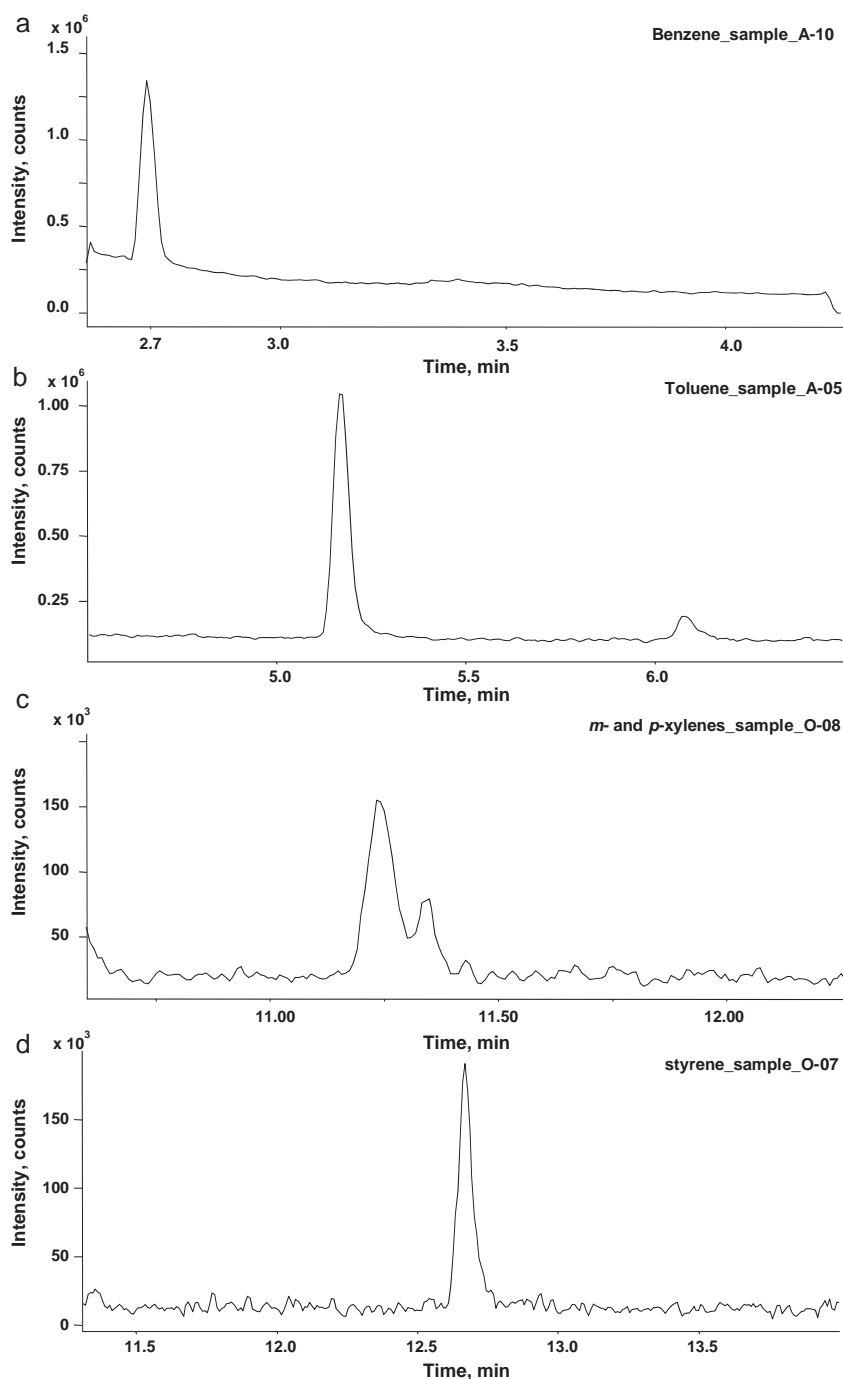 a
x 10⁶
Benzene_sample_A-10
1.5
1.0
0.5
0.0
Intensity, counts
2.7 3.0 3.5 4.0
Time, min
b
x 10⁶
Toluene_sample_A-05
1.00
0.75
0.50
0.25
Intensity, counts
5.0 5.5 6.0
Time, min
c
x 10³
m- and p-xylenes_sample_O-08
150
100
50
Intensity, counts
11.00 11.50 12.00
Time, min
d
x 10³
styrene_sample_O-07
150
100
50
0
Intensity, counts
11.5 12.0 12.5 13.0 13.5
Time, min